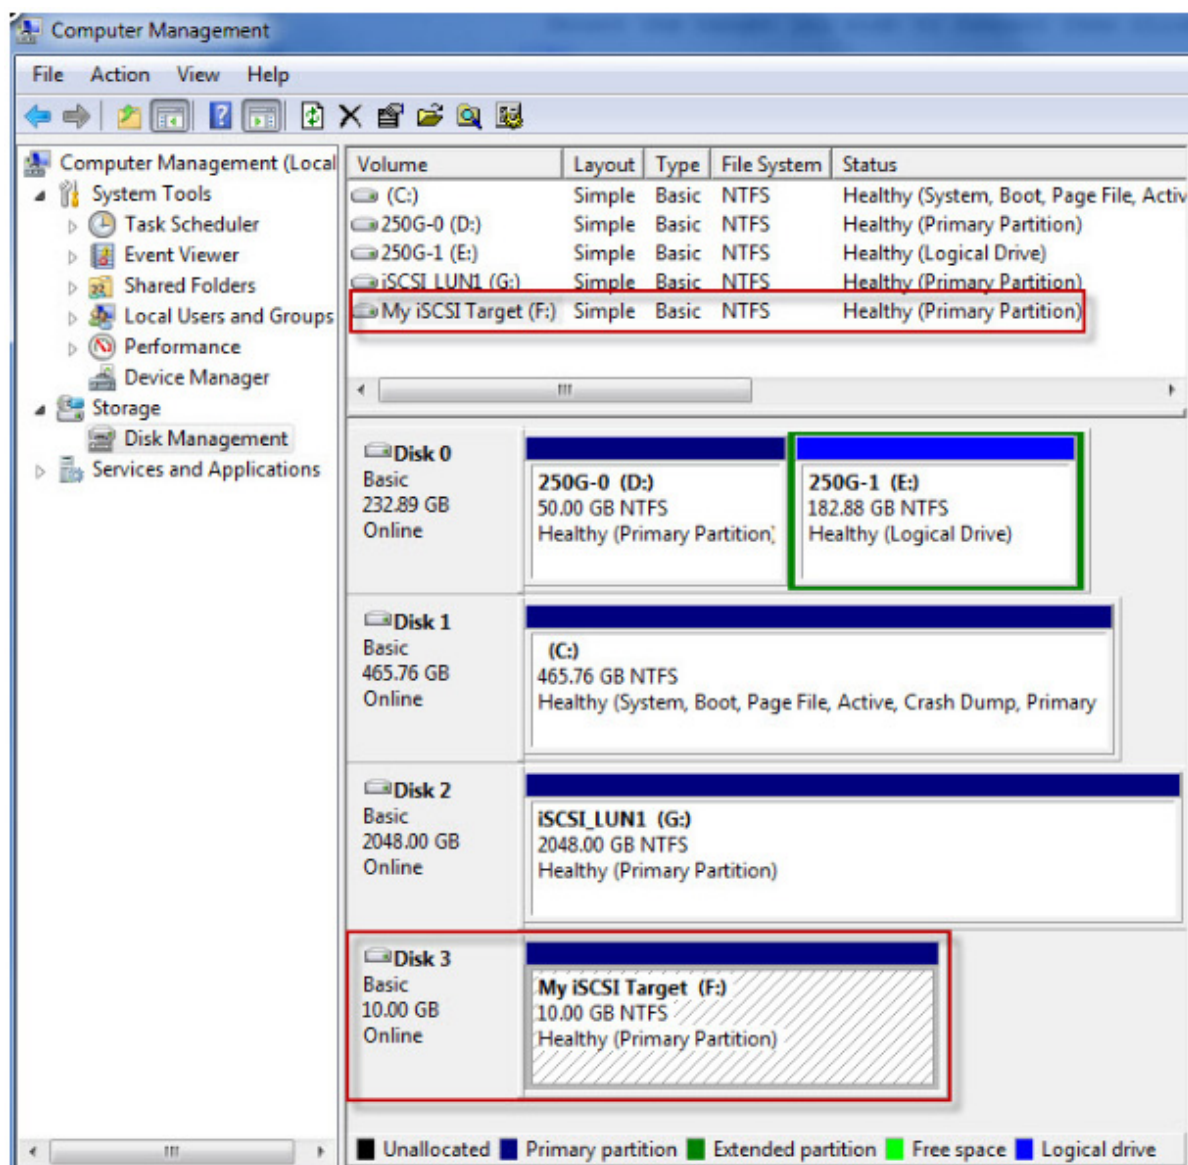 Computer Management
File Action View Help
Computer Management (Local
System Tools
Task Scheduler
Event Viewer
Shared Folders
Local Users and Groups
Performance
Device Manager
Storage
Disk Management
Services and Applications
Volume Layout Type File System Status
(C:) Simple Basic NTFS Healthy (System, Boot, Page File, Activ
250G-0 (D:) Simple Basic NTFS Healthy (Primary Partition)
250G-1 (E:) Simple Basic NTFS Healthy (Logical Drive)
iSCSI_LUN1 (G:) Simple Basic NTFS Healthy (Primary Partition)
My iSCSI Target (F:) Simple Basic NTFS Healthy (Primary Partition)
Disk 0
Basic
232.89 GB
Online
250G-0 (D:)
50.00 GB NTFS
Healthy (Primary Partition)
250G-1 (E:)
182.88 GB NTFS
Healthy (Logical Drive)
Disk 1
Basic
465.76 GB
Online
(C:)
465.76 GB NTFS
Healthy (System, Boot, Page File, Active, Crash Dump, Primary
Disk 2
Basic
2048.00 GB
Online
iSCSI_LUN1 (G:)
2048.00 GB NTFS
Healthy (Primary Partition)
Disk 3
Basic
10.00 GB
Online
My iSCSI Target (F:)
10.00 GB NTFS
Healthy (Primary Partition)
Unallocated Primary partition Extended partition Free space Logical drive